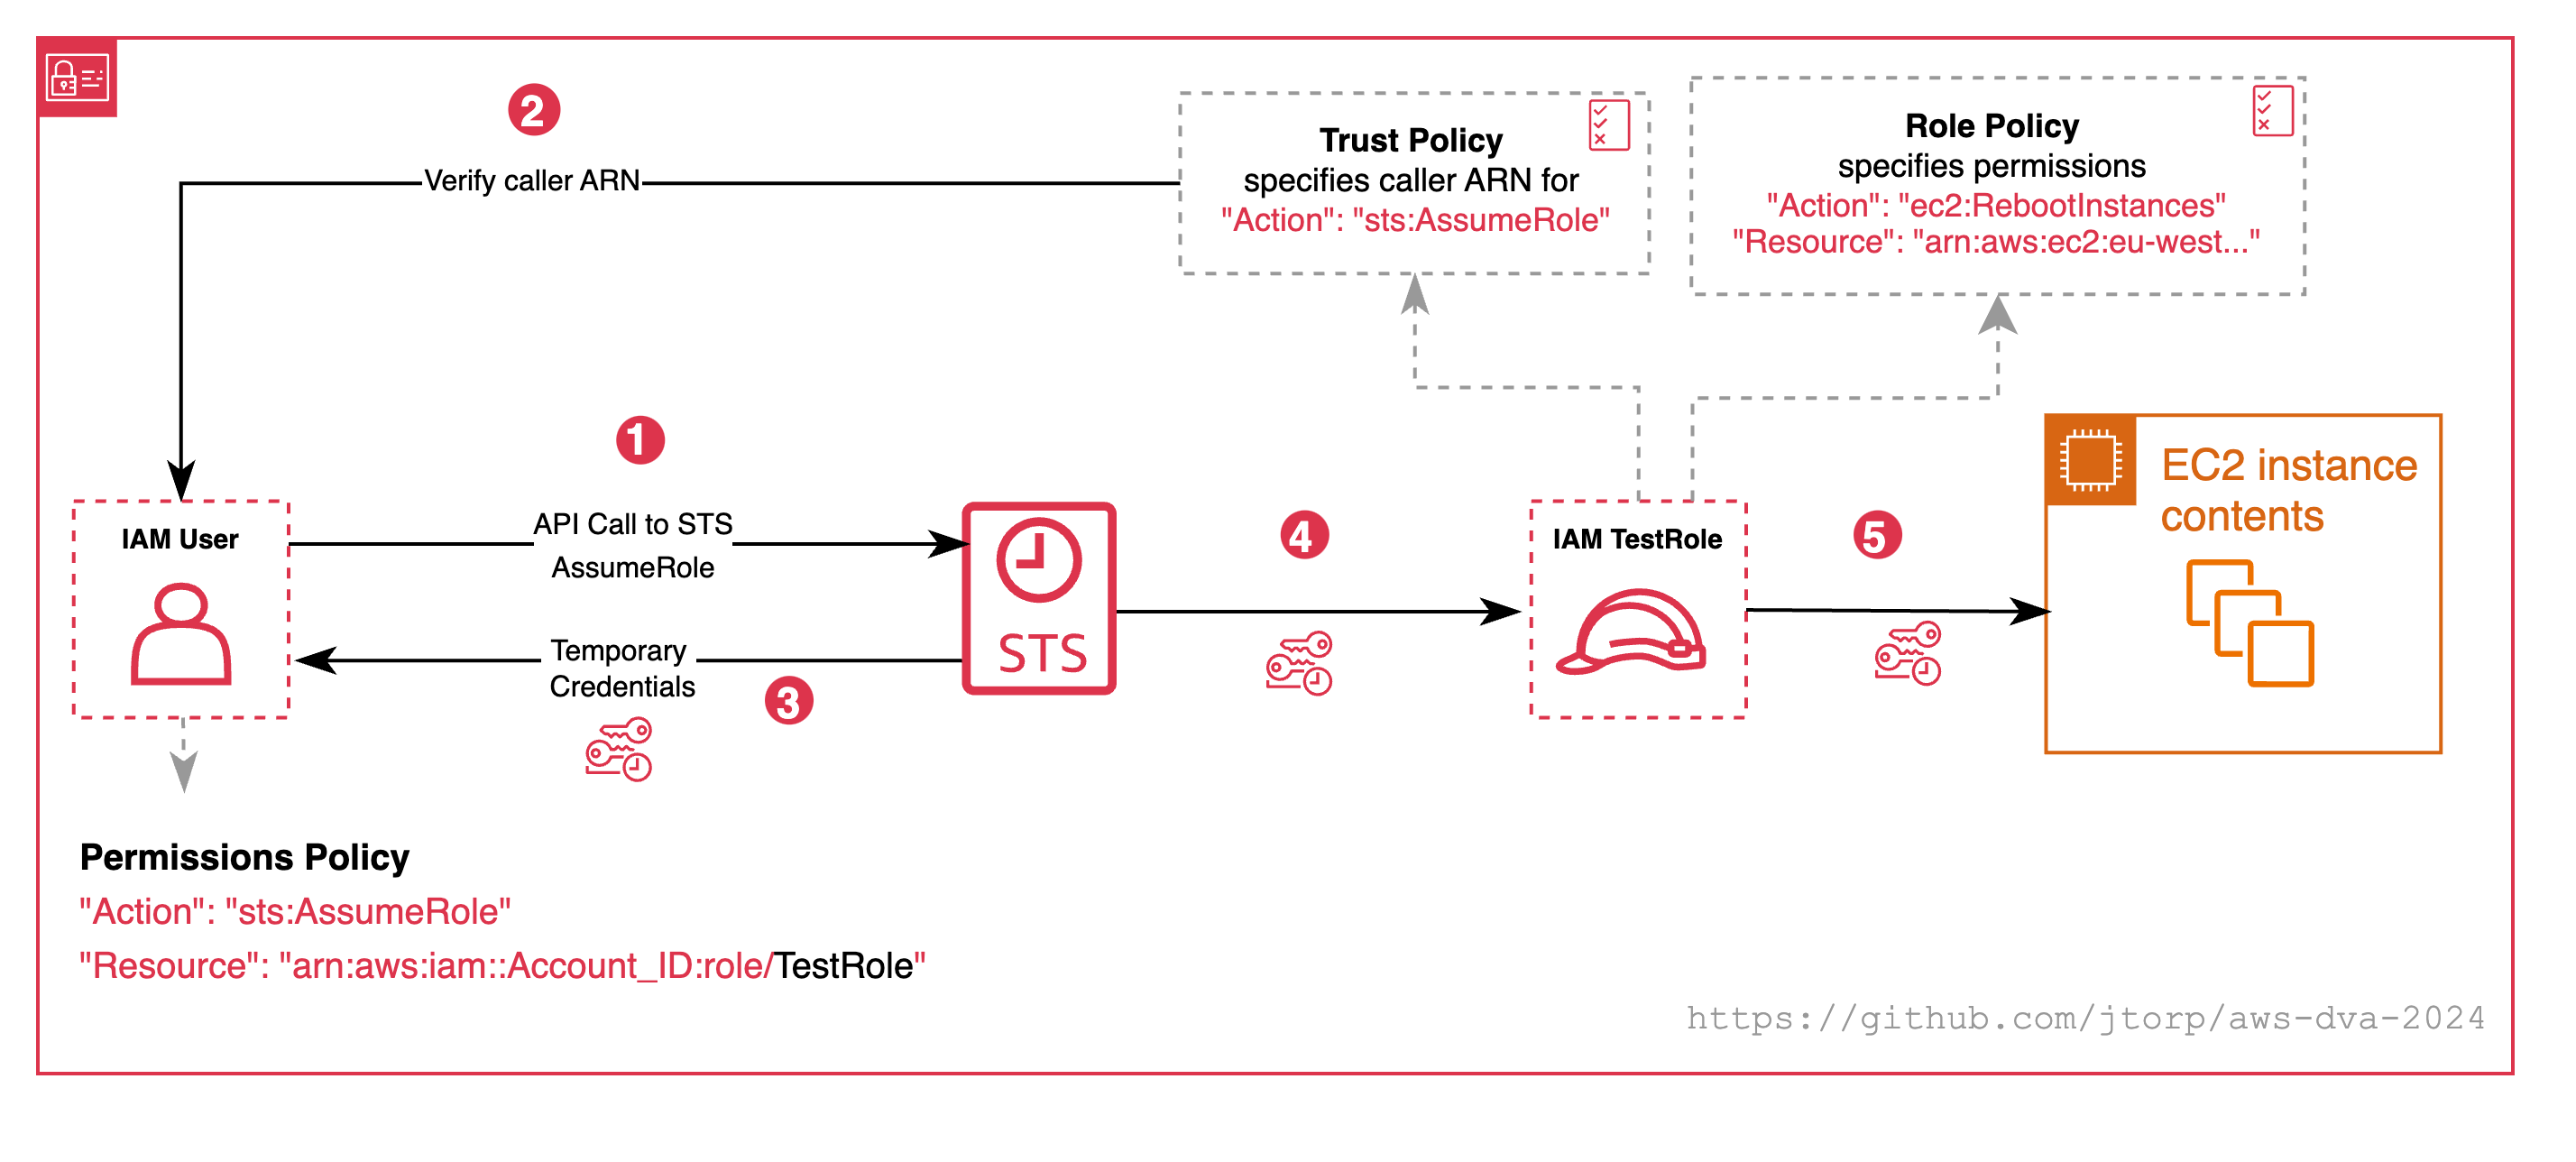 2
Verify caller ARN
Trust Policy
specifies caller ARN for
"Action": "sts:AssumeRole"
Role Policy
specifies permissions
"Action": "ec2:RebootInstances"
"Resource": "arn:aws:ec2:eu-west..."
1
IAM User
API Call to STS
AssumeRole
Temporary
Credentials
3
STS
4
IAM TestRole
5
EC2 instance
contents
Permissions Policy
"Action": "sts:AssumeRole"
"Resource": "arn:aws:iam::Account_ID:role/TestRole"
https://github.com/jtorp/aws-dva-2024